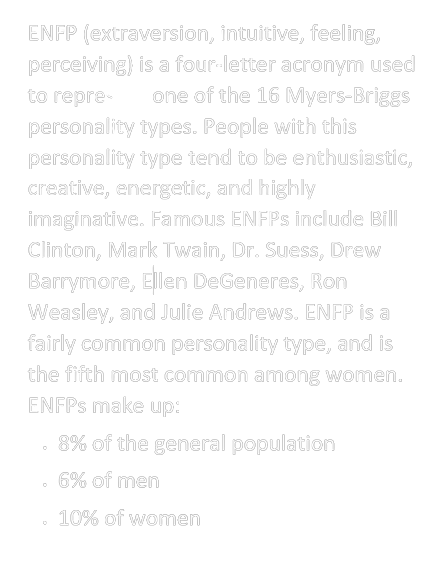 ENFP (extraversion, intuitive, feeling,
perceiving) is a four-letter acronym used
to repre- one of the 16 Myers-Briggs
personality types. People with this
personality type tend to be enthusiastic,
creative, energetic, and highly
imaginative. Famous ENFPs include Bill
Clinton, Mark Twain, Dr. Suess, Drew
Barrymore, Ellen DeGeneres, Ron
Weasley, and Julie Andrews. ENFP is a
fairly common personality type, and is
the fifth most common among women.
ENFPs make up:
. 8% of the general population
. 6% of men
. 10% of women